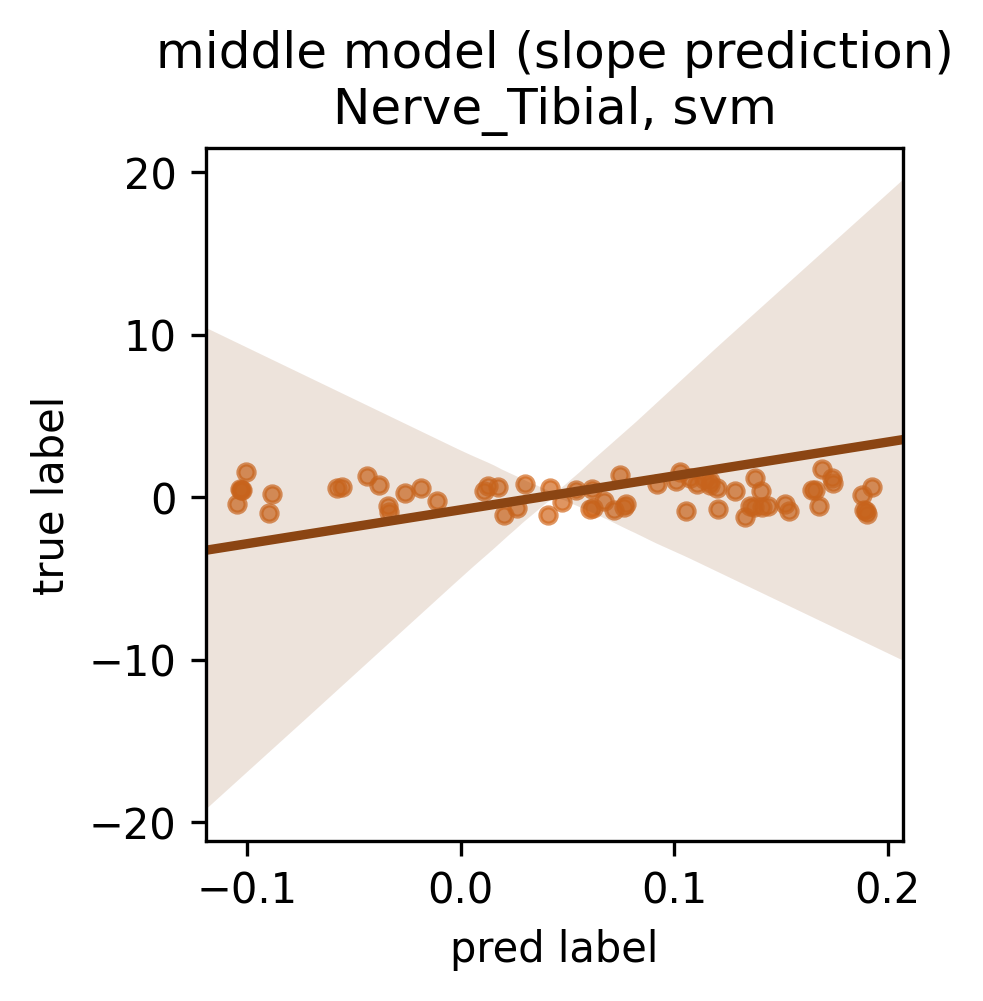 middle model (slope prediction)
Nerve_Tibial, svm
20
10
0
−10
−20
true label
−0.1
0.0
0.1
0.2
pred label